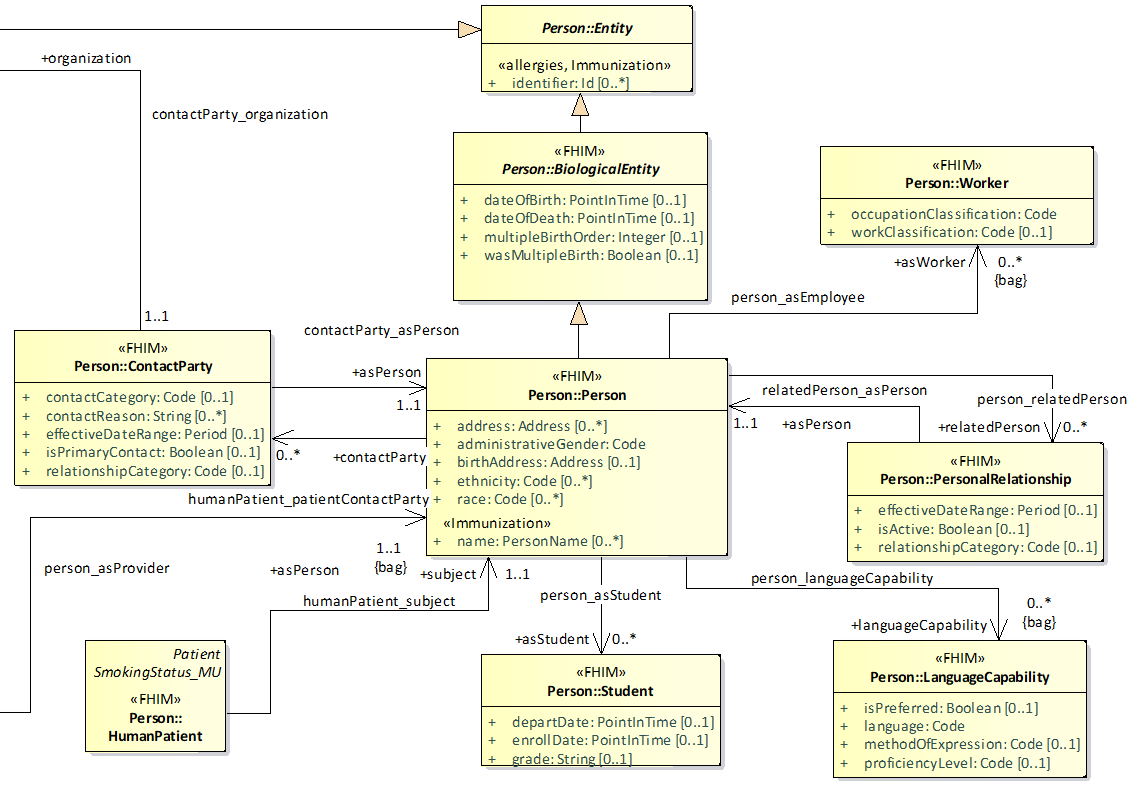 Person::Entity
«allergies, Immunization»
+ identifier: Id [0..*]
+organization
contactParty_organization
1..1
«FHIM»
Person::BiologicalEntity
+ dateOfBirth: PointInTime [0..1]
+ dateOfDeath: PointInTime [0..1]
+ multipleBirthOrder: Integer [0..1]
+ wasMultipleBirth: Boolean [0..1]
«FHIM»
Person::Worker
+ occupationClassification: Code
+ workClassification: Code [0..1]
+asWorker
0..*
{bag}
person_asEmployee
«FHIM»
Person::ContactParty
+ contactCategory: Code [0..1]
+ contactReason: String [0..*]
+ effectiveDateRange: Period [0..1]
+ isPrimaryContact: Boolean [0..1]
+ relationshipCategory: Code [0..1]
contactParty_asPerson
+asPerson
1..1
0..*
+contactParty
humanPatient_patientContactParty
«FHIM»
Person::Person
+ address: Address [0..*]
+ administrativeGender: Code
+ birthAddress: Address [0..1]
+ ethnicity: Code [0..*]
+ race: Code [0..*]
«Immunization»
+ name: PersonName [0..*]
relatedPerson_asPerson
1..1
+asPerson
person_relatedPerson
+relatedPerson
0..*
«FHIM»
Person::PersonalRelationship
+ effectiveDateRange: Period [0..1]
+ isActive: Boolean [0..1]
+ relationshipCategory: Code [0..1]
person_asProvider
+asPerson
1..1
{bag}
+subject
1..1
humanPatient_subject
Patient
SmokingStatus_MU
«FHIM»
Person::
HumanPatient
person_asStudent
+asStudent
0..*
«FHIM»
Person::Student
+ departDate: PointInTime [0..1]
+ enrollDate: PointInTime [0..1]
+ grade: String [0..1]
person_languageCapability
0..*
{bag}
+languageCapability
«FHIM»
Person::LanguageCapability
+ isPreferred: Boolean [0..1]
+ language: Code
+ methodOfExpression: Code [0..1]
+ proficiencyLevel: Code [0..1]